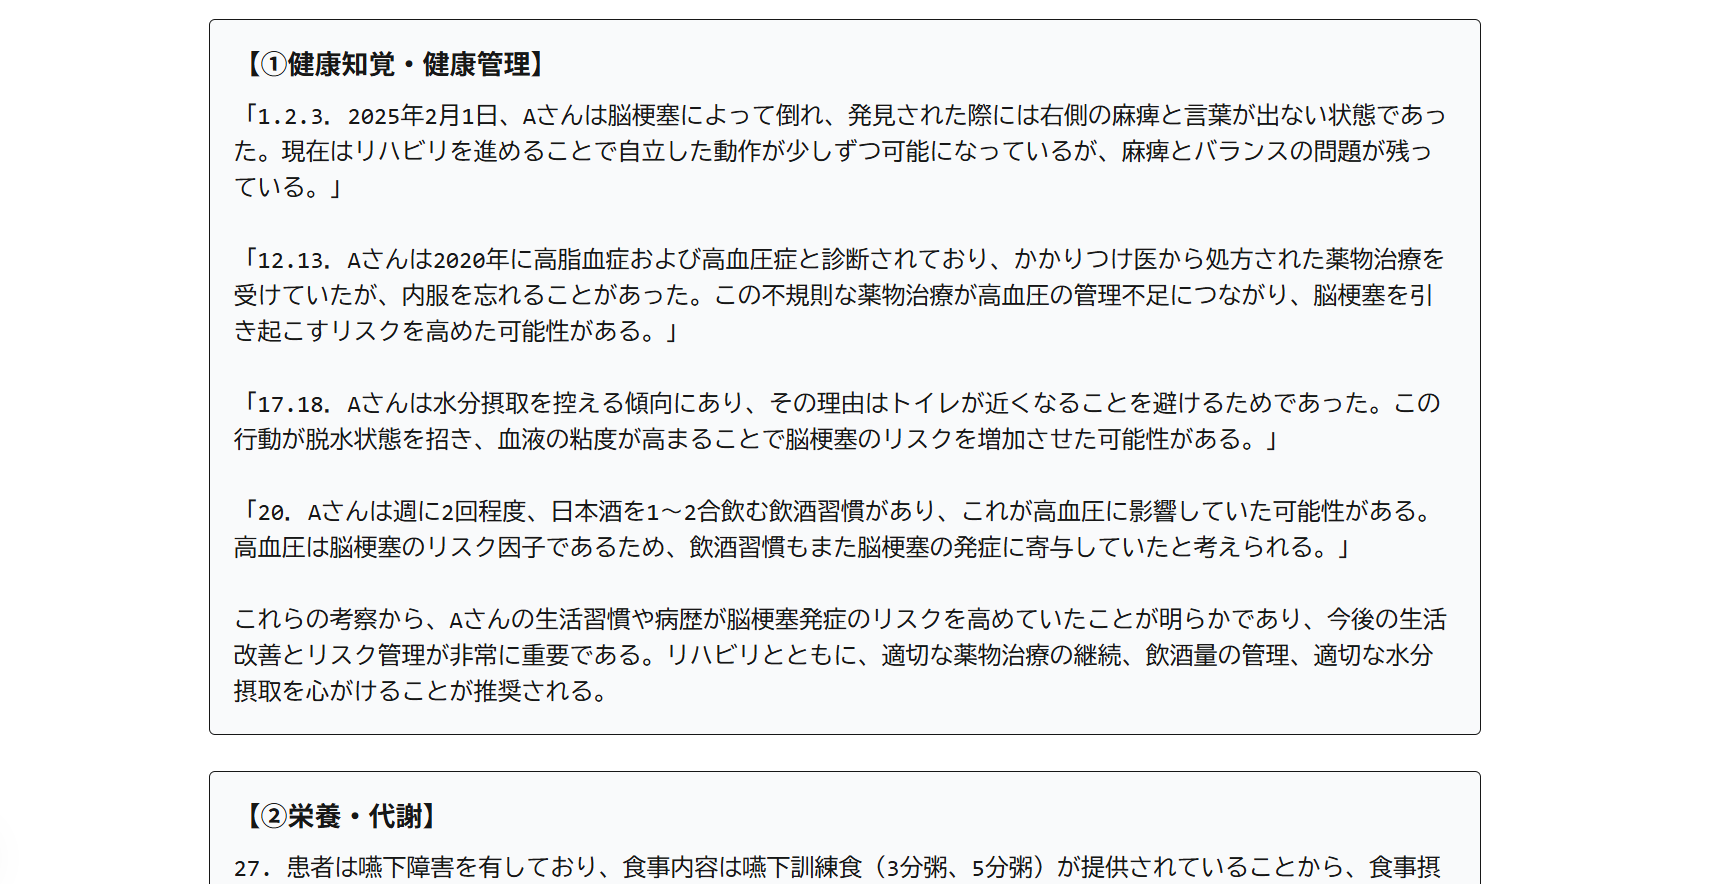 【①健康知覚・健康管理】
「1.2.3. 2025年2月1日、Aさんは脳梗塞によって倒れ、発見された際には右側の麻痺と言葉が出ない状態であっ
た。現在はリハビリを進めることで自立した動作が少しずつ可能になっているが、麻痺とバランスの問題が残っ
ている。」
「12.13. Aさんは2020年に高脂血症および高血圧症と診断されており、かかりつけ医から処方された薬物治療を
受けていたが、内服を忘れることがあった。この不規則な薬物治療が高血圧の管理不足につながり、脳梗塞を引
き起こすリスクを高めた可能性がある。」
「17.18. Aさんは水分摂取を控える傾向にあり、その理由はトイレが近くなることを避けるためであった。この
行動が脱水状態を招き、血液の粘度が高まることで脳梗塞のリスクを増加させた可能性がある。」
「20. Aさんは週に2回程度、日本酒を1～2合飲む飲酒習慣があり、これが高血圧に影響していた可能性がある。
高血圧は脳梗塞のリスク因子であるため、飲酒習慣もまた脳梗塞の発症に寄与していたと考えられる。」
これらの考察から、Aさんの生活習慣や病歴が脳梗塞発症のリスクを高めていたことが明らかであり、今後の生活
改善とリスク管理が非常に重要である。リハビリとともに、適切な薬物治療の継続、飲酒量の管理、適切な水分
摂取を心がけることが推奨される。
【②栄養・代謝】
27. 患者は嚥下障害を有しており、食事内容は嚥下訓練食（3分粥、5分粥）が提供されていることから、食事摂